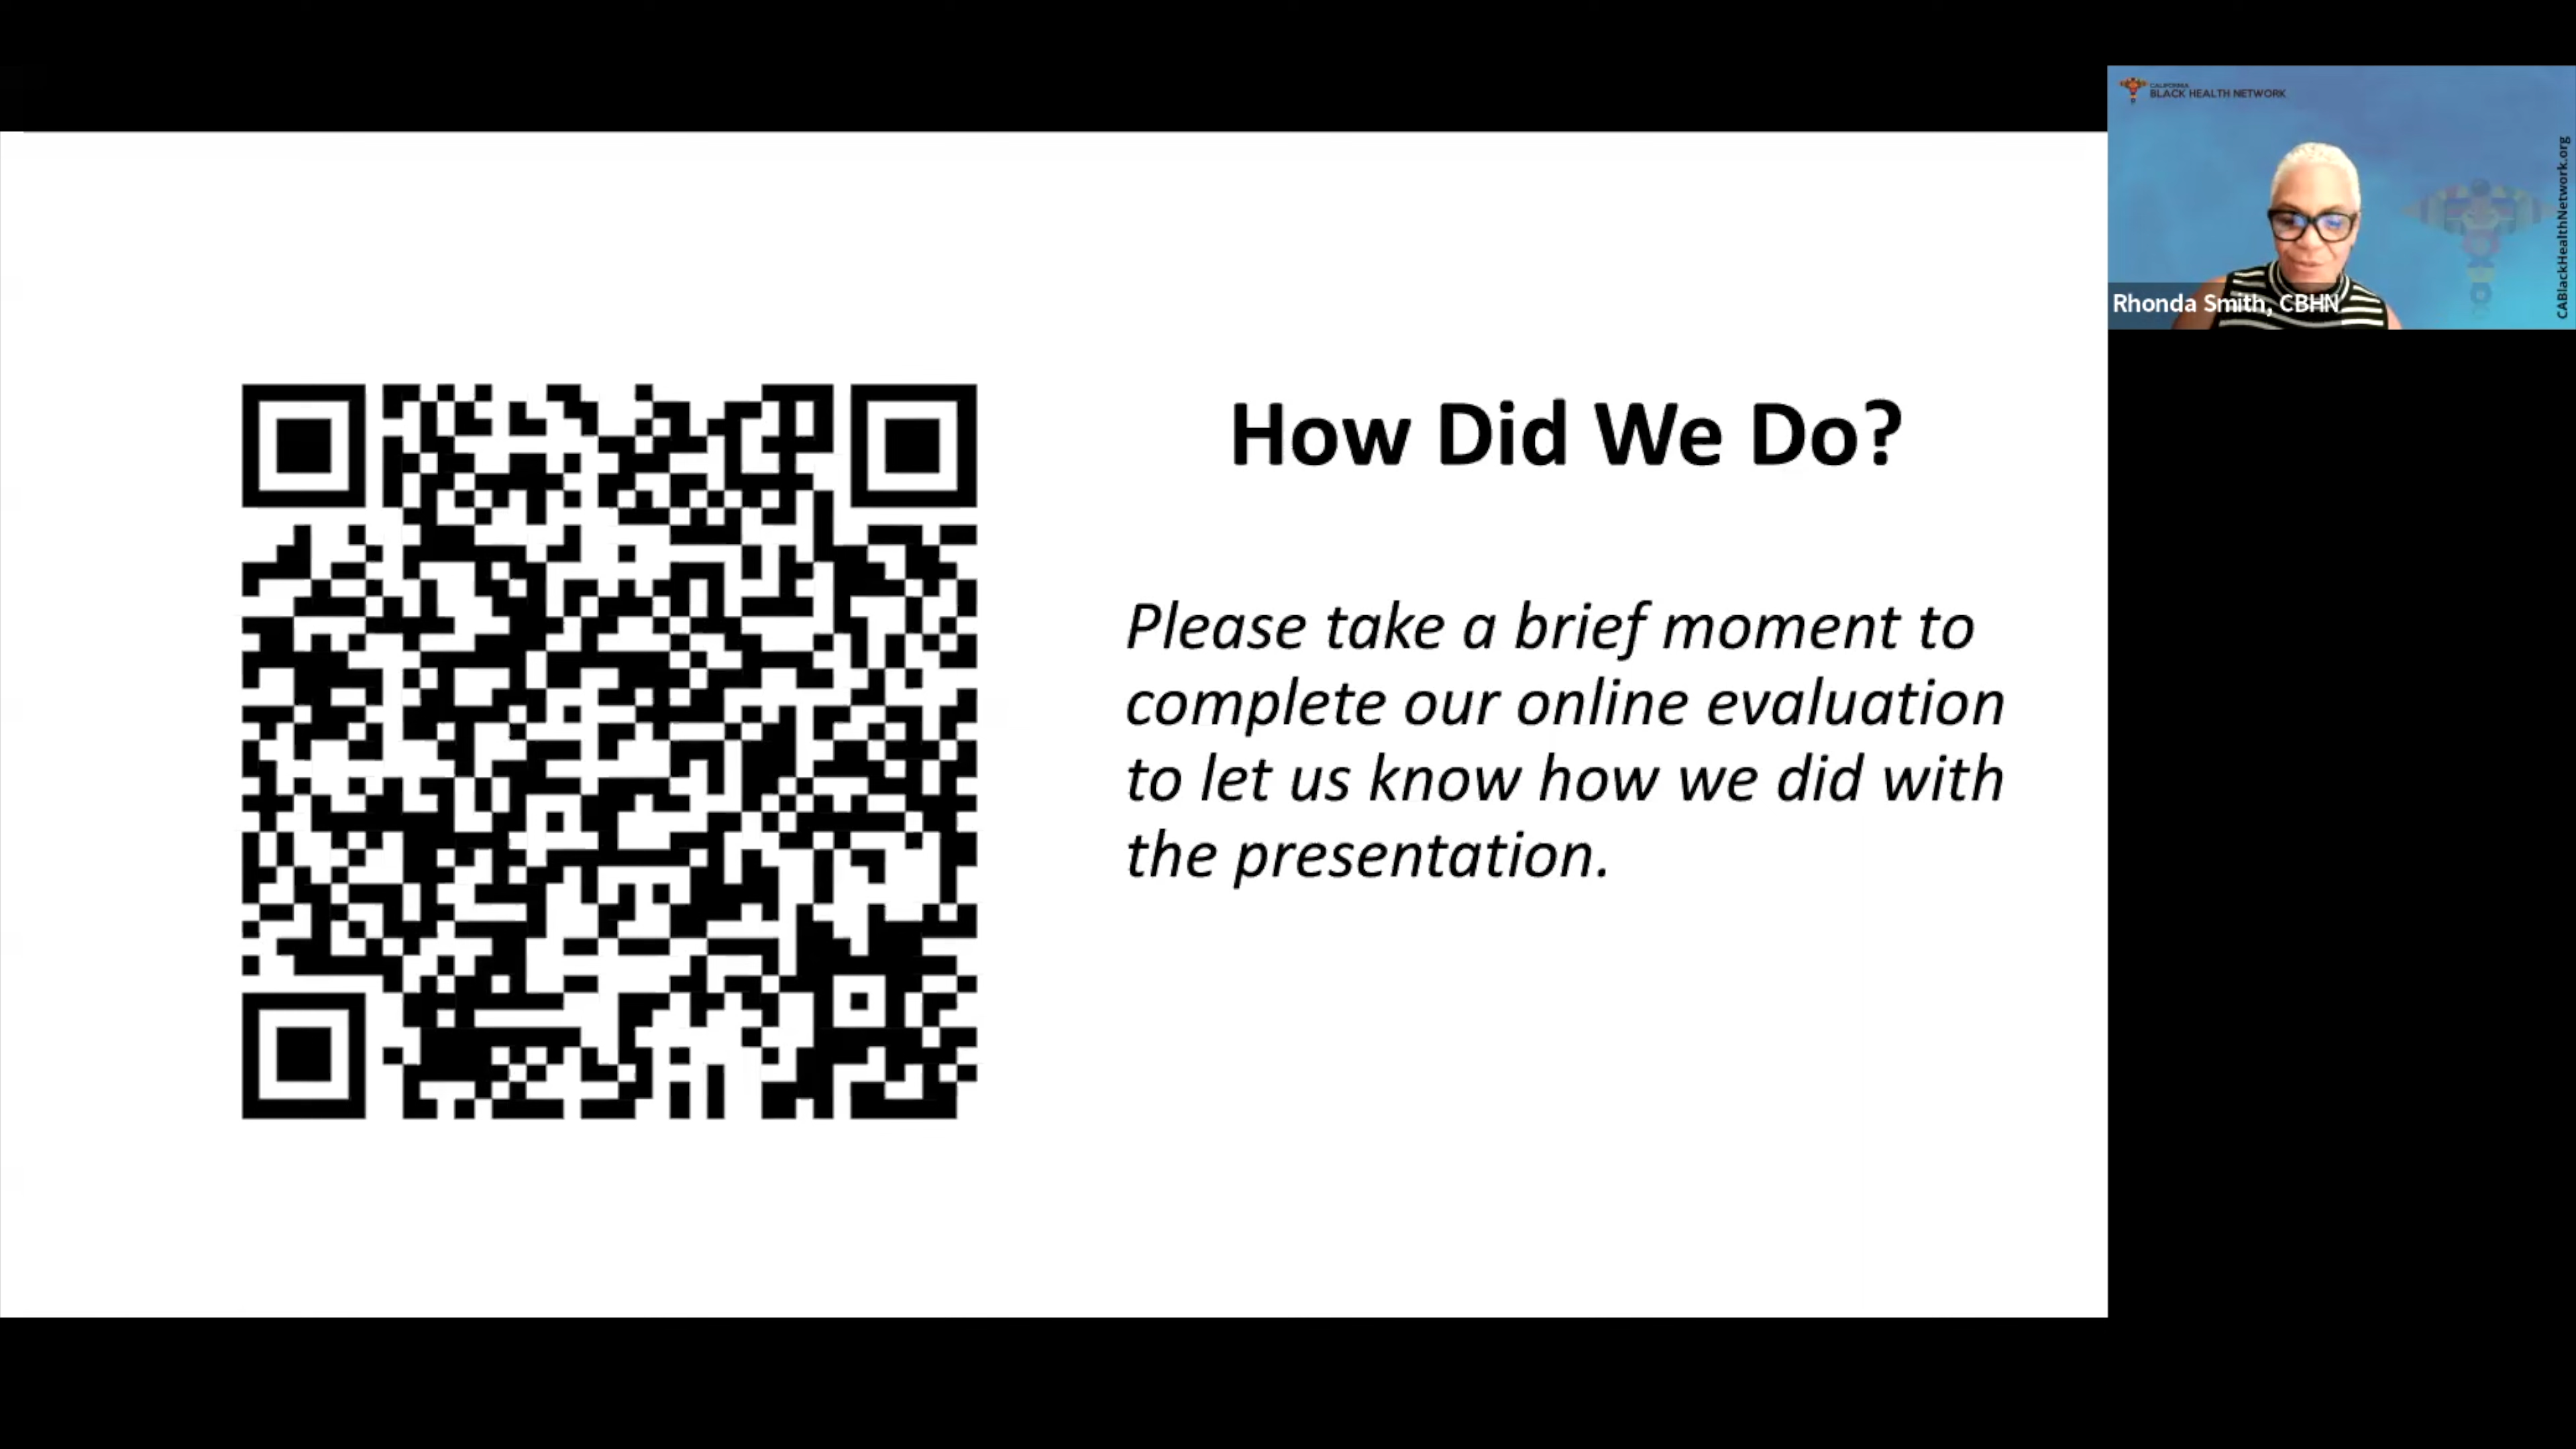 CALIFORNIA
BLACK HEALTH NETWORK
CABlackHealthNetwork.org
Rhonda Smith, CBHN
How Did We Do?
Please take a brief moment to
complete our online evaluation
to let us know how we did with
the presentation.